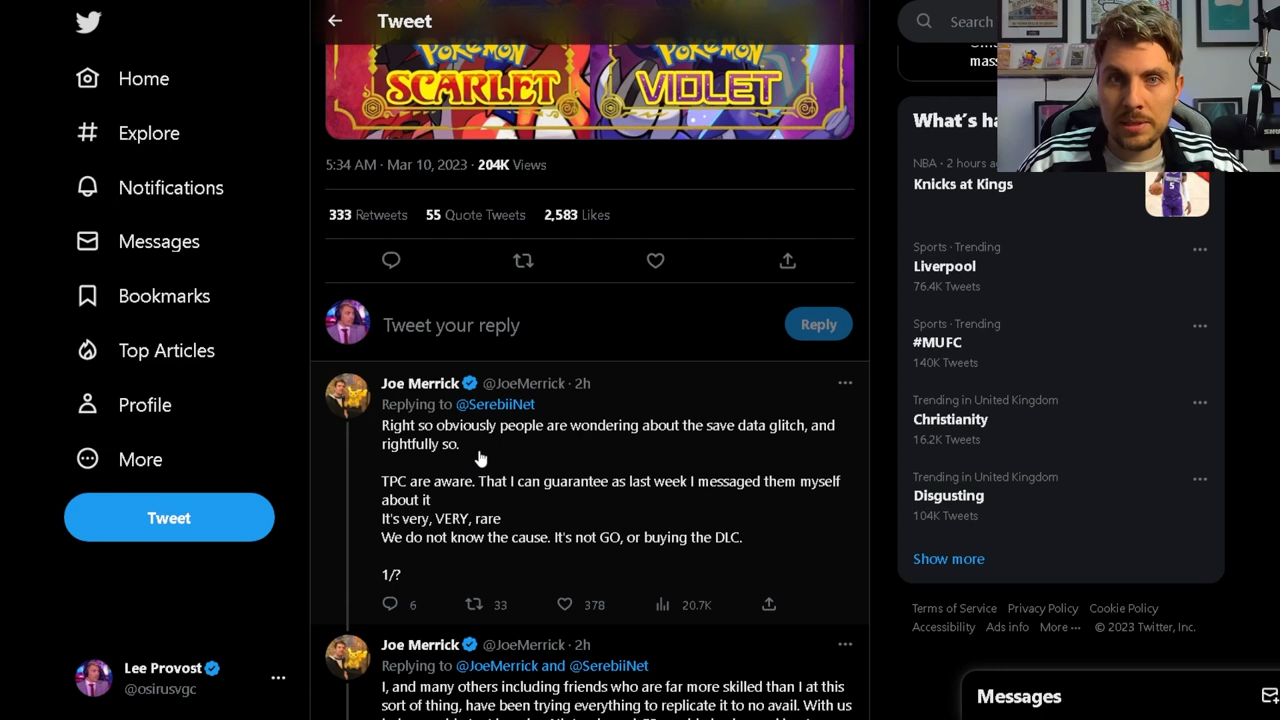 Tweet
Search
Home
Explore
Notifications
Messages
Bookmarks
Top Articles
Profile
More
Tweet
Lee Provost
@osirusvgc
POKÉMON POKÉMON
SCARLET VIOLET
5:34 AM · Mar 10, 2023 · 204K Views
333 Retweets 55 Quote Tweets 2,583 Likes
Tweet your reply
Reply
Joe Merrick @JoeMerrick · 2h
Replying to @SerebiiNet
Right so obviously people are wondering about the save data glitch, and
rightfully so.
TPC are aware. That I can guarantee as last week I messaged them myself
about it
It's very, VERY, rare
We do not know the cause. It's not GO, or buying the DLC.
1/?
6 33 378 20.7K
Joe Merrick @JoeMerrick · 2h
Replying to @JoeMerrick and @SerebiiNet
I, and many others including friends who are far more skilled than I at this
sort of thing, have been trying everything to replicate it to no avail. With us
What's ha
NBA · 2 hours a
Knicks at Kings
5
Sports · Trending
Liverpool
76.4K Tweets
Sports · Trending
#MUFC
140K Tweets
Trending in United Kingdom
Christianity
16.2K Tweets
Trending in United Kingdom
Disgusting
104K Tweets
Show more
Terms of Service Privacy Policy Cookie Policy
Accessibility Ads info More ··· © 2023 Twitter, Inc.
Messages